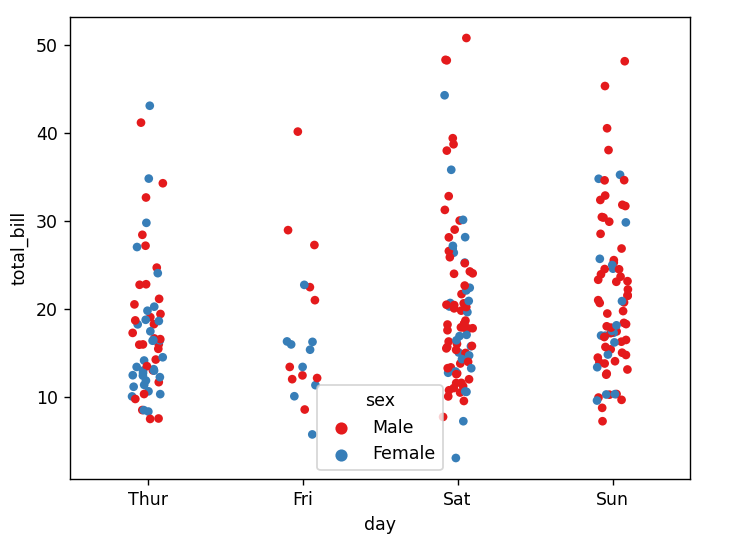 50
40
30
20
10
total_bill
sex
Male
Female
Thur Fri Sat Sun
day